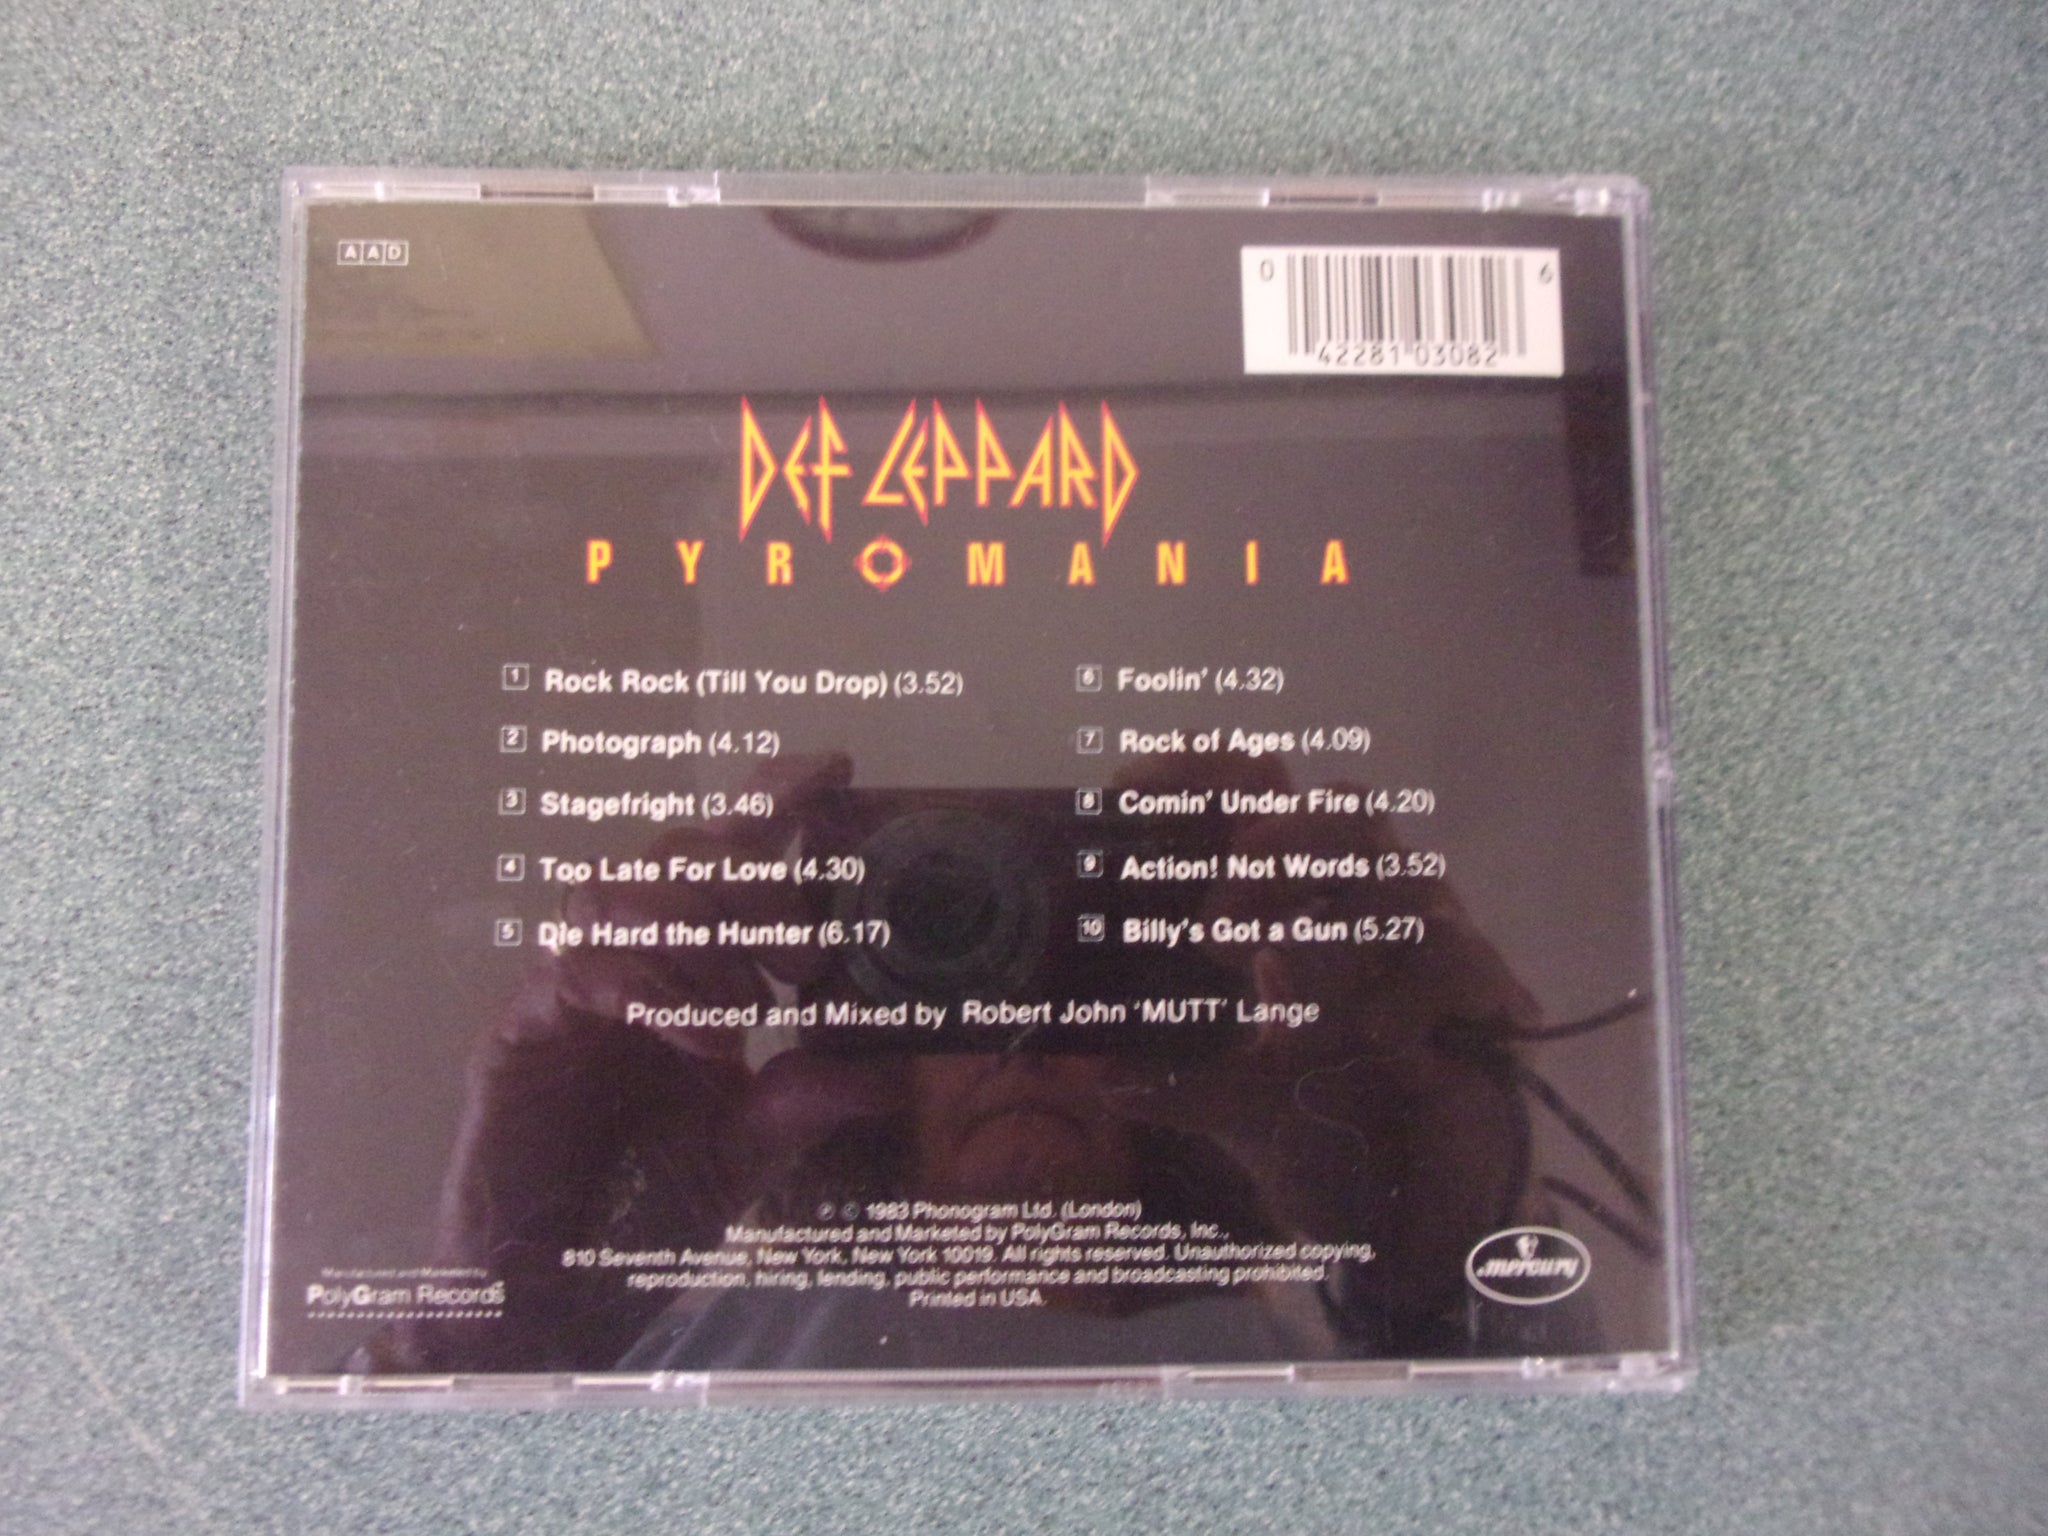 AAD
0 42281 03082 6
DEF LEPPARD
PYROMANIA
1 Rock Rock (Till You Drop) (3.52)
2 Photograph (4.12)
3 Stagefright (3.46)
4 Too Late For Love (4.30)
5 Die Hard the Hunter (6.17)
6 Foolin' (4.32)
7 Rock of Ages (4.09)
8 Comin' Under Fire (4.20)
9 Action! Not Words (3.52)
10 Billy's Got a Gun (5.27)
Produced and Mixed by Robert John 'MUTT' Lange
℗ © 1983 Phonogram Ltd. (London)
Manufactured and Marketed by PolyGram Records, Inc.,
810 Seventh Avenue, New York, New York 10019. All rights reserved. Unauthorized copying,
reproduction, hiring, lending, public performance and broadcasting prohibited.
Printed in USA.
Manufactured and Marketed by
PolyGram Records
mercury